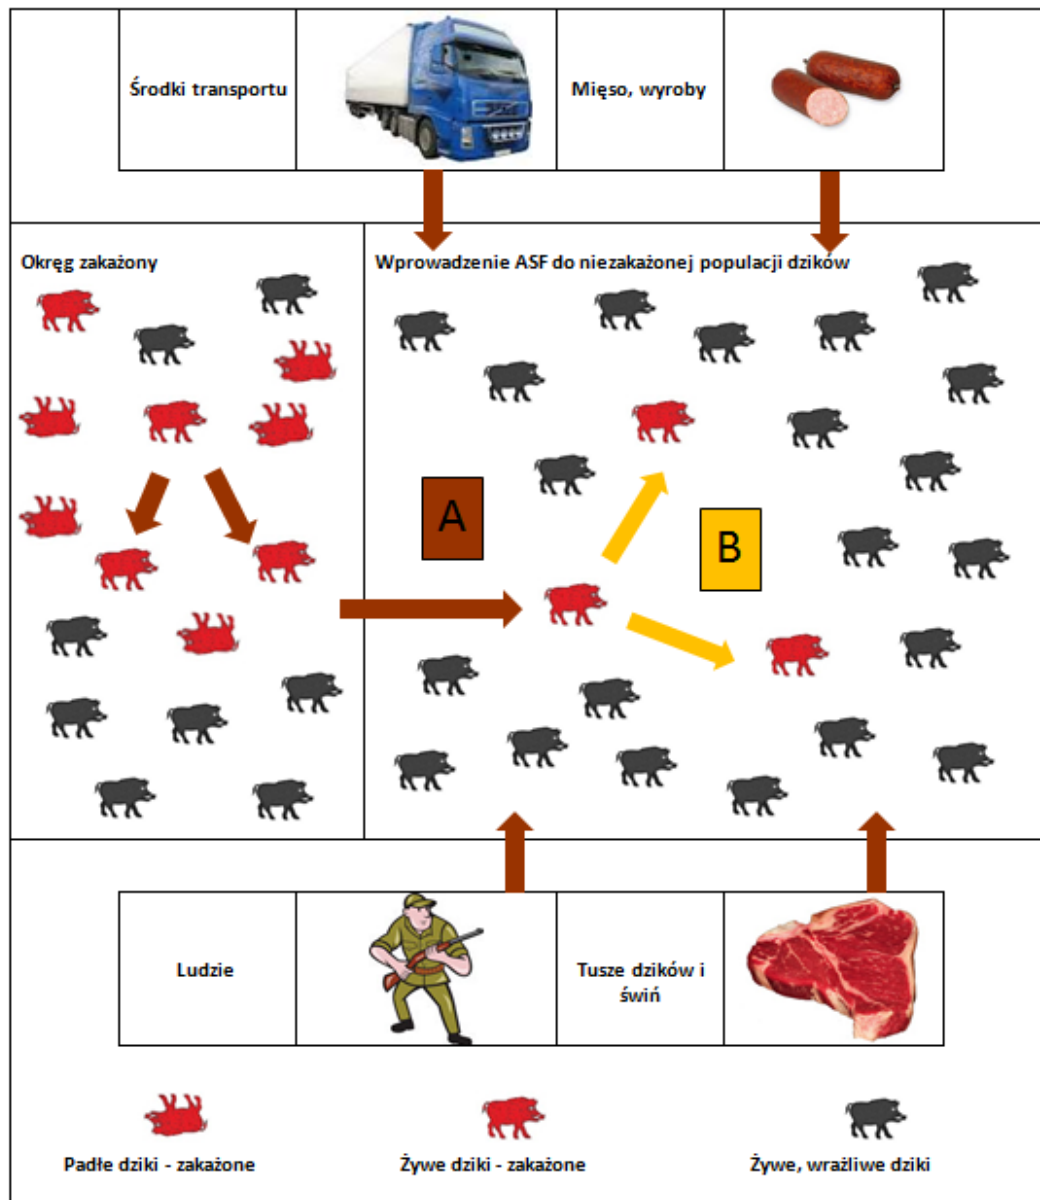 Środki transportu
Mięso, wyroby
Okręg zakażony
Wprowadzenie ASF do niezakażonej populacji dzików
A
B
Ludzie
Tusze dzików i
świń
Padłe dziki - zakażone
Żywe dziki - zakażone
Żywe, wrażliwe dziki